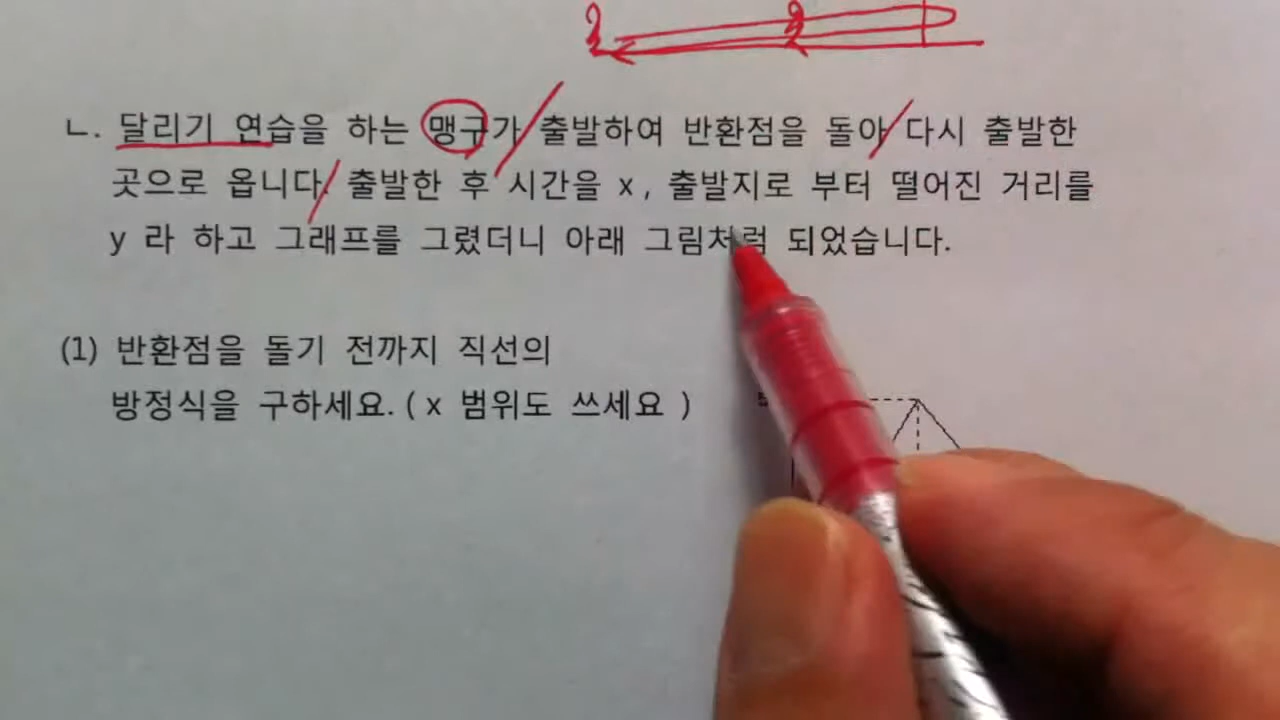 ㄴ. 달리기 연습을 하는 맹구가 출발하여 반환점을 돌아 다시 출발한
곳으로 옵니다. 출발한 후 시간을 x, 출발지로 부터 떨어진 거리를
y 라 하고 그래프를 그렸더니 아래 그림처럼 되었습니다.
(1) 반환점을 돌기 전까지 직선의
방정식을 구하세요. ( x 범위도 쓰세요 )